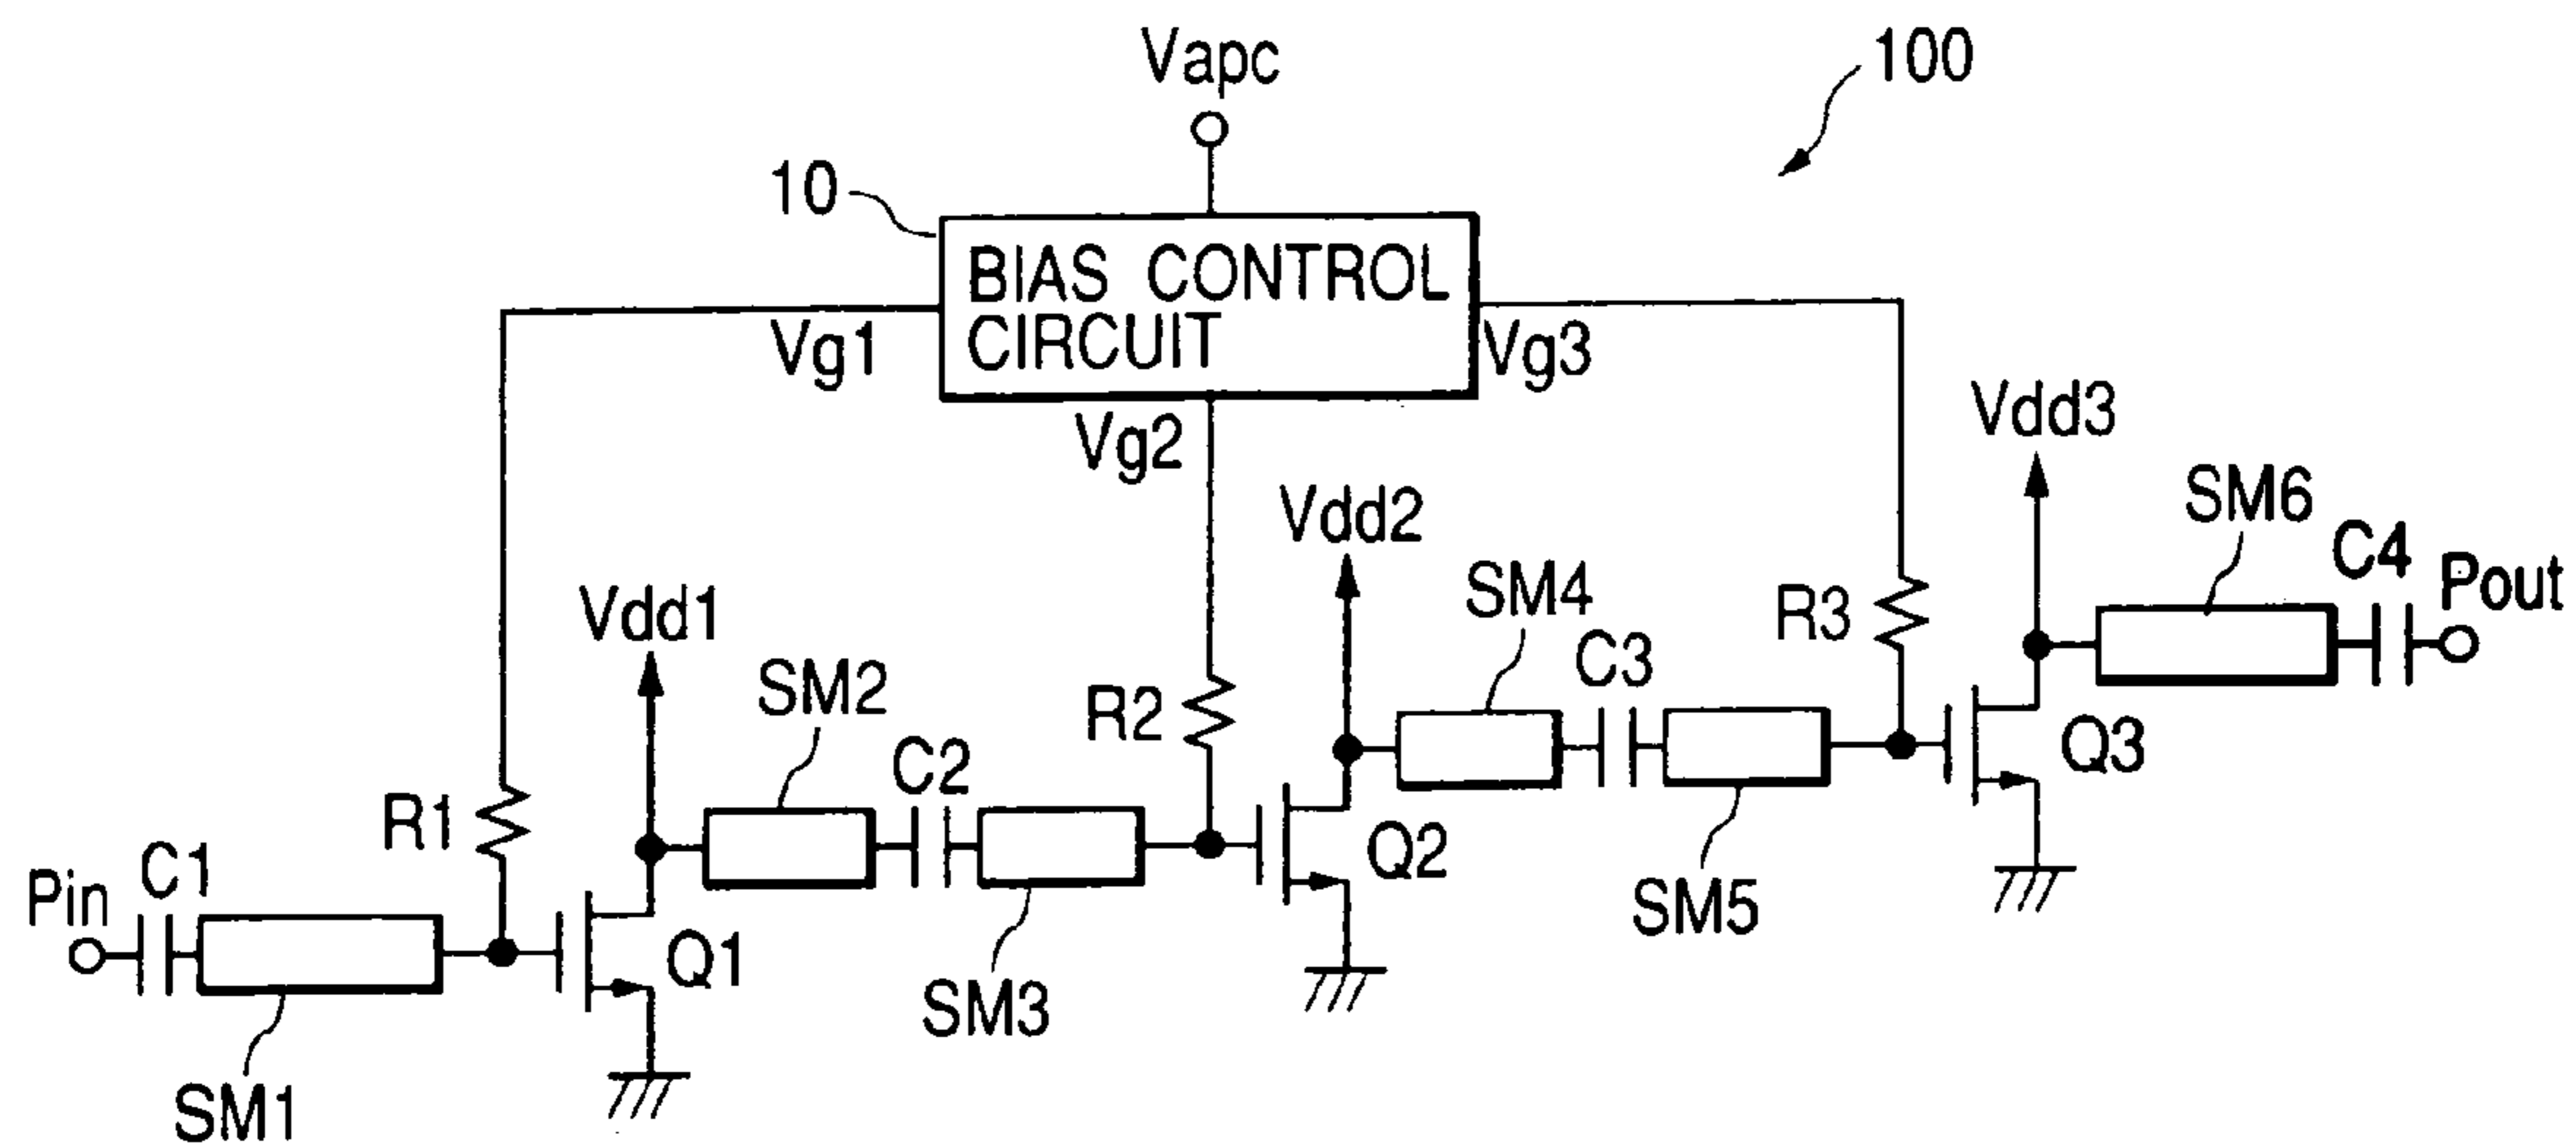 Vapc
100
10
BIAS CONTROL
CIRCUIT
Vg1
Vg3
Vg2
Vdd3
Vdd2
SM6
C4
Pout
Vdd1
SM4
R3
C3
SM2
R2
C2
Q3
R1
Q2
C1
Pin
SM5
Q1
SM3
SM1